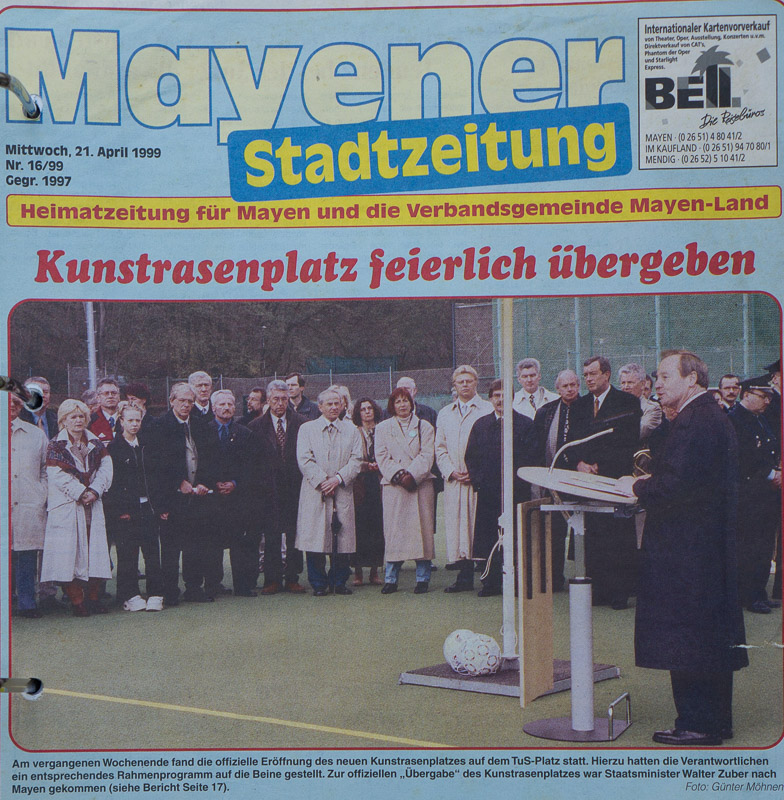 Mayener
Stadtzeitung
Mittwoch, 21. April 1999
Nr. 16/99
Gegr. 1997
Internationaler Kartenvorverkauf
von Theater, Oper, Ausstellung, Konzerten u.v.m.
Direktverkauf von CAT's,
Phantom der Oper
und Starlight
Express.
BELL
Die Reisebüros
MAYEN · (0 26 51) 4 80 41/2
IM KAUFLAND · (0 26 51) 94 70 80/1
MENDIG · (0 26 52) 5 10 41/2
Heimatzeitung für Mayen und die Verbandsgemeinde Mayen-Land
Kunstrasenplatz feierlich übergeben
Am vergangenen Wochenende fand die offizielle Eröffnung des neuen Kunstrasenplatzes auf dem TuS-Platz statt. Hierzu hatten die Verantwortlichen
ein entsprechendes Rahmenprogramm auf die Beine gestellt. Zur offiziellen „Übergabe" des Kunstrasenplatzes war Staatsminister Walter Zuber nach
Mayen gekommen (siehe Bericht Seite 17).
Foto: Günter Möhnen